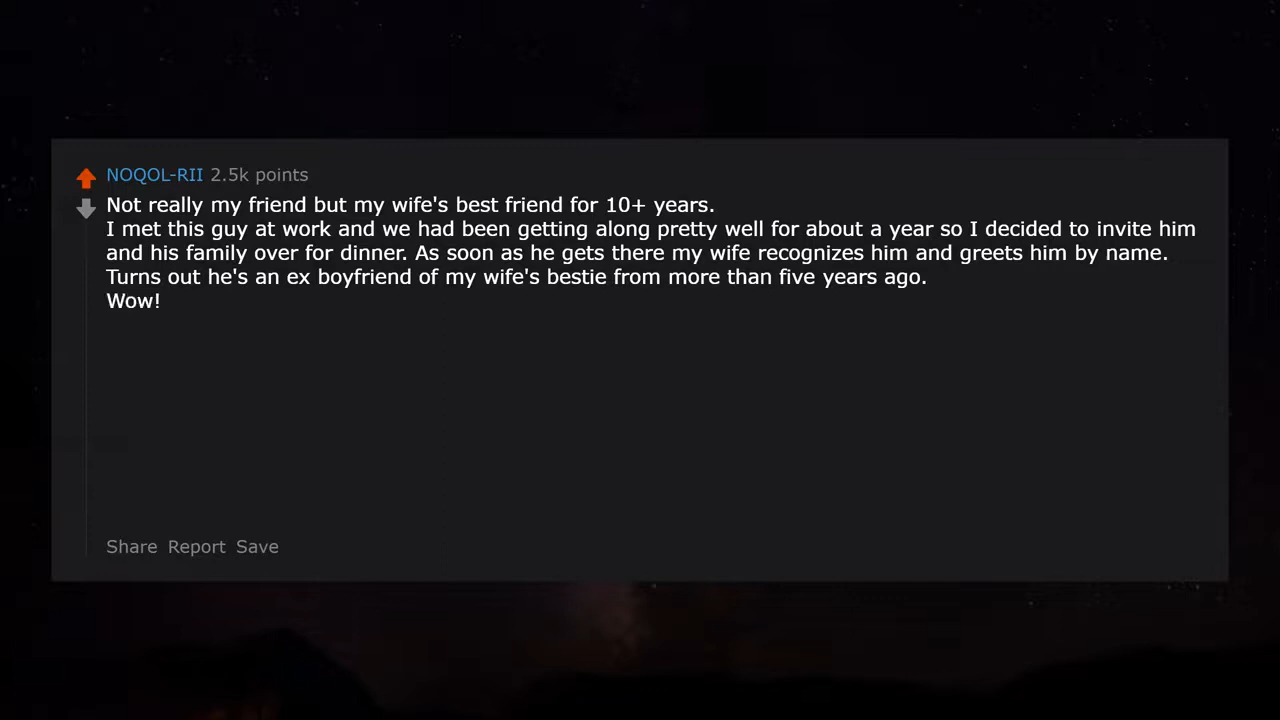 NOQOL-RII 2.5k points
Not really my friend but my wife's best friend for 10+ years.
I met this guy at work and we had been getting along pretty well for about a year so I decided to invite him
and his family over for dinner. As soon as he gets there my wife recognizes him and greets him by name.
Turns out he's an ex boyfriend of my wife's bestie from more than five years ago.
Wow!
Share Report Save